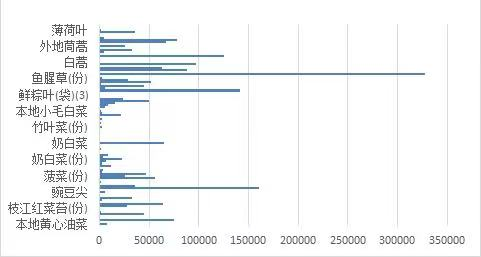 薄荷叶
外地茼蒿
白蒿
鱼腥草(份)
鲜粽叶(袋)(3)
本地小毛白菜
竹叶菜(份)
奶白菜
奶白菜(份)
菠菜(份)
豌豆尖
枝江红菜苔(份)
本地黄心油菜
0 50000 100000 150000 200000 250000 300000 350000